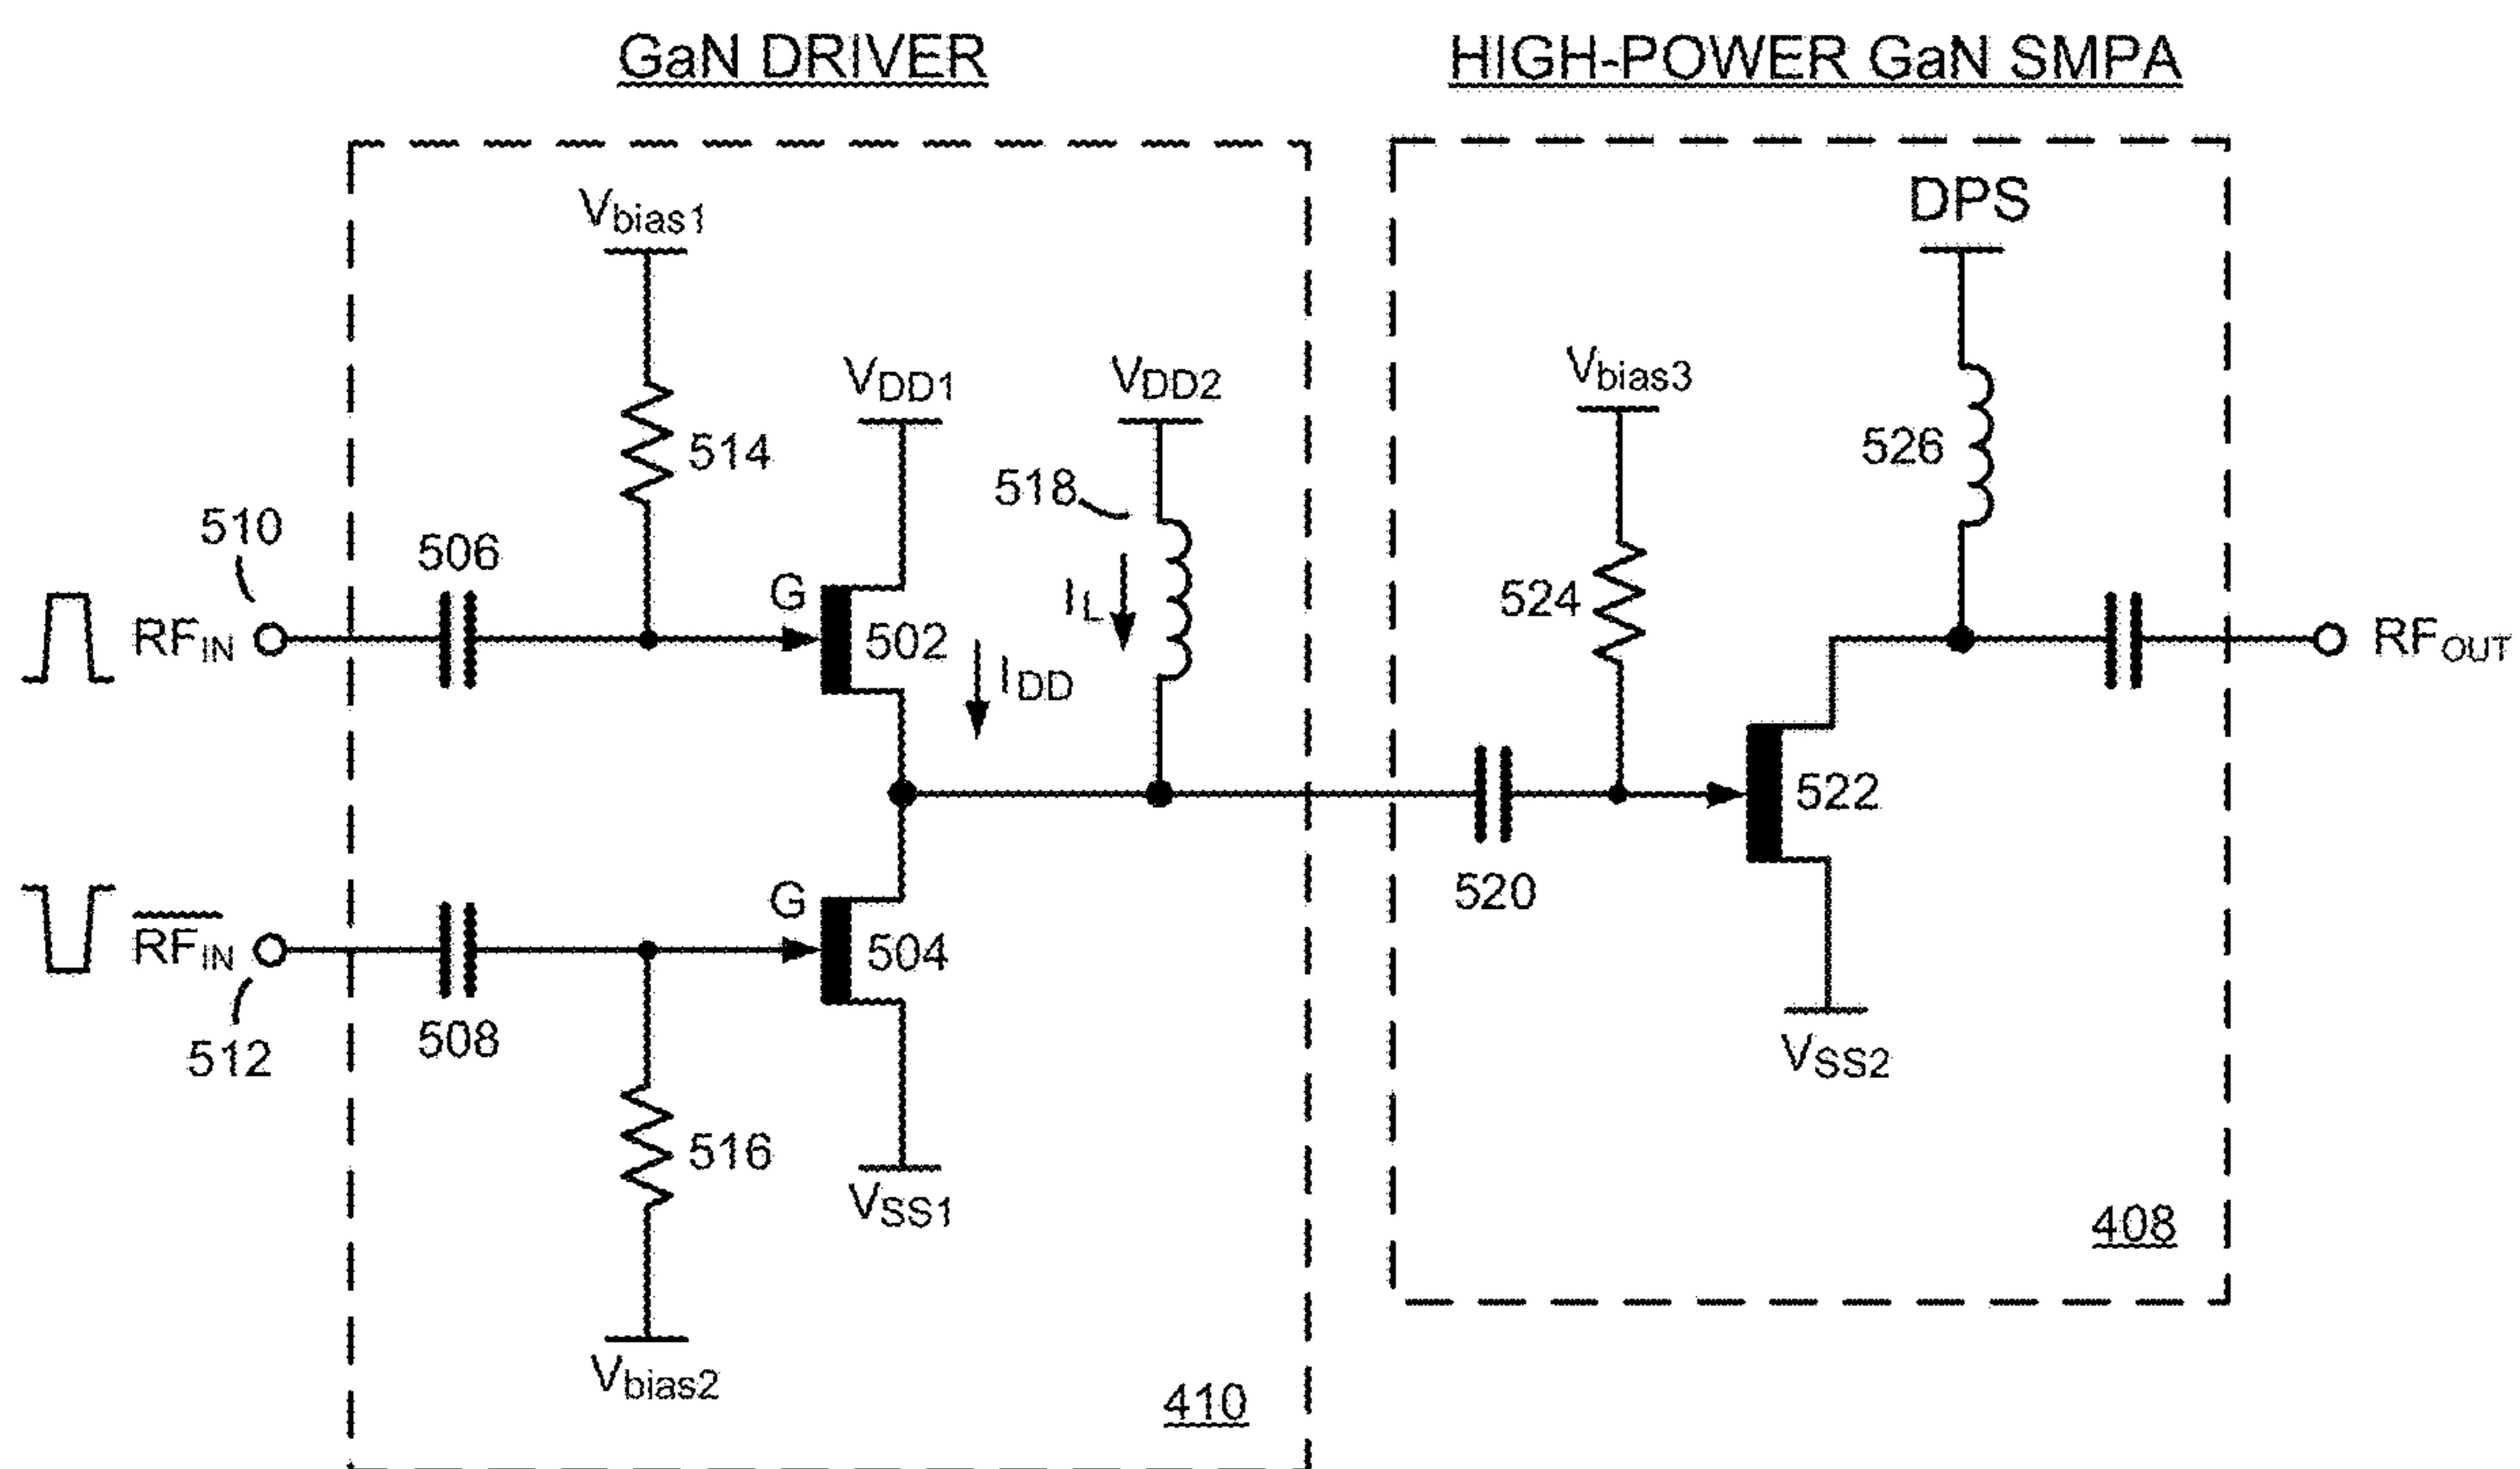 GaN DRIVER
HIGH-POWER GaN SMPA
Vbias1
DPS
VDD1
VDD2
Vbias3
514
518
526
510
506
G
502
IL
524
RFIN
RFOUT
IDD
522
520
G
504
RFIN
512
508
516
VSS2
VSS1
408
Vbias2
410